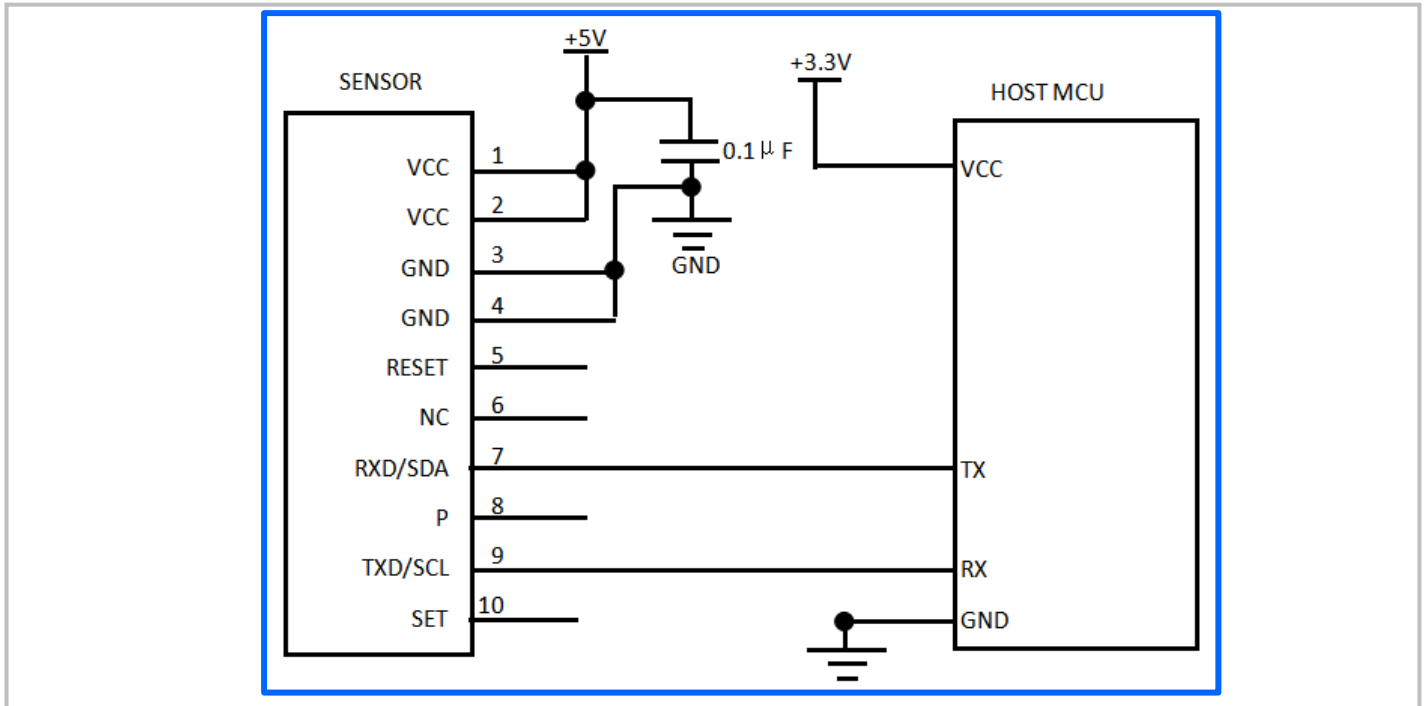 +5V
+3.3V
SENSOR
HOST MCU
0.1μF
VCC 1
VCC
VCC 2
GND 3
GND
GND 4
RESET 5
NC 6
RXD/SDA 7
TX
P 8
TXD/SCL 9
RX
SET 10
GND